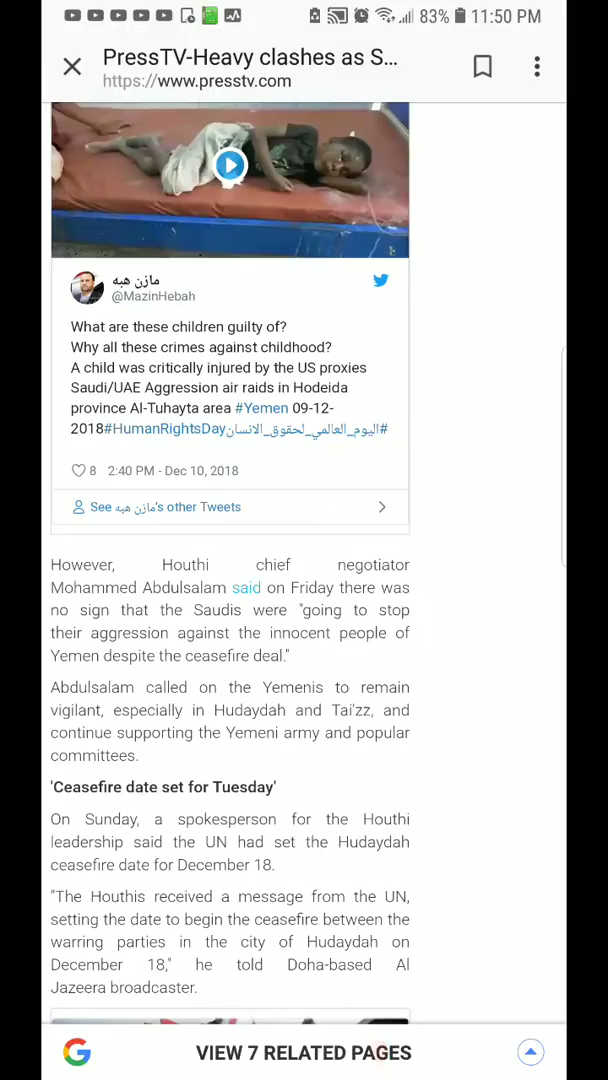 83% 11:50 PM
PressTV-Heavy clashes as S...
https://www.presstv.com
مازن هبه
@MazinHebah
What are these children guilty of?
Why all these crimes against childhood?
A child was critically injured by the US proxies
Saudi/UAE Aggression air raids in Hodeida
province Al-Tuhayta area #Yemen 09-12-
2018#HumanRightsDay#اليوم_العالمي_لحقوق_الانسان
8 2:40 PM - Dec 10, 2018
See مازن هبه's other Tweets
However, Houthi chief negotiator
Mohammed Abdulsalam said on Friday there was
no sign that the Saudis were "going to stop
their aggression against the innocent people of
Yemen despite the ceasefire deal."
Abdulsalam called on the Yemenis to remain
vigilant, especially in Hudaydah and Tai'zz, and
continue supporting the Yemeni army and popular
committees.
'Ceasefire date set for Tuesday'
On Sunday, a spokesperson for the Houthi
leadership said the UN had set the Hudaydah
ceasefire date for December 18.
"The Houthis received a message from the UN,
setting the date to begin the ceasefire between the
warring parties in the city of Hudaydah on
December 18," he told Doha-based Al
Jazeera broadcaster.
VIEW 7 RELATED PAGES